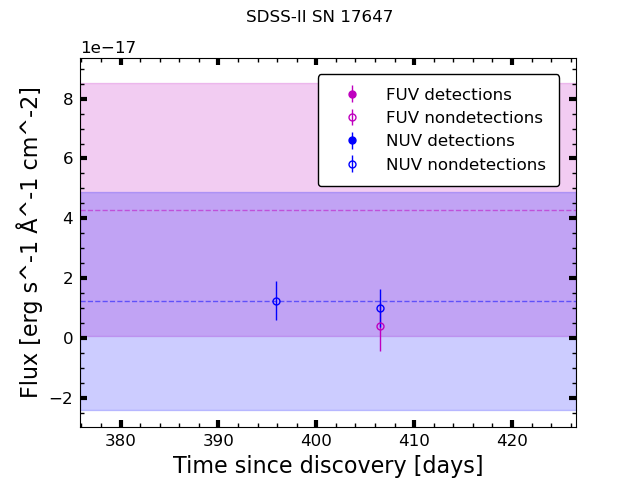 SDSS-II SN 17647
1e−17
FUV detections
FUV nondetections
NUV detections
NUV nondetections
8
6
4
2
0
−2
Flux [erg s^-1 Å^-1 cm^-2]
380 390 400 410 420
Time since discovery [days]